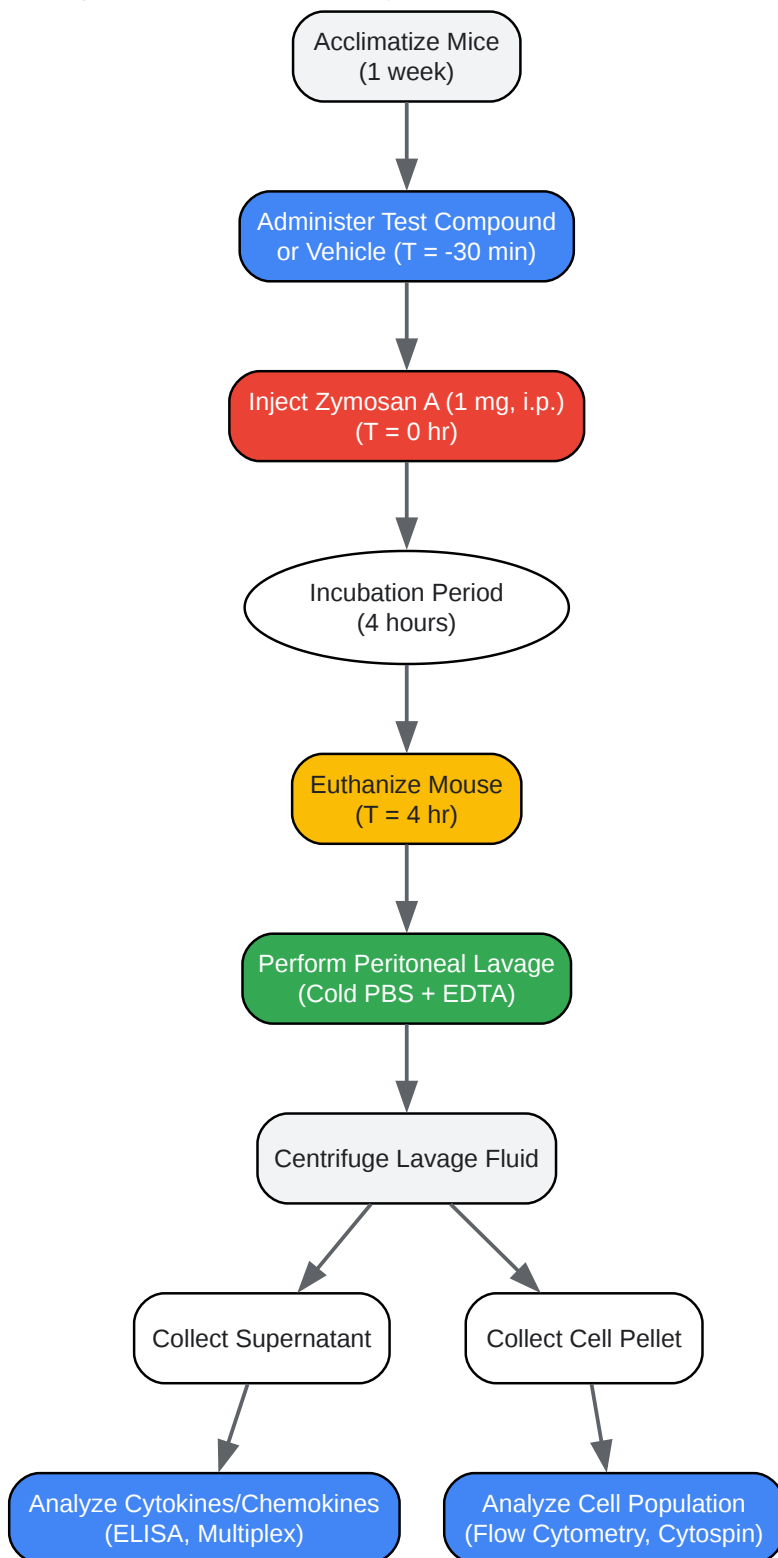 Acclimatize Mice
(1 week)
Administer Test Compound
or Vehicle (T = -30 min)
Inject Zymosan A (1 mg, i.p.)
(T = 0 hr)
Incubation Period
(4 hours)
Euthanize Mouse
(T = 4 hr)
Perform Peritoneal Lavage
(Cold PBS + EDTA)
Centrifuge Lavage Fluid
Collect Supernatant
Collect Cell Pellet
Analyze Cytokines/Chemokines
(ELISA, Multiplex)
Analyze Cell Population
(Flow Cytometry, Cytospin)